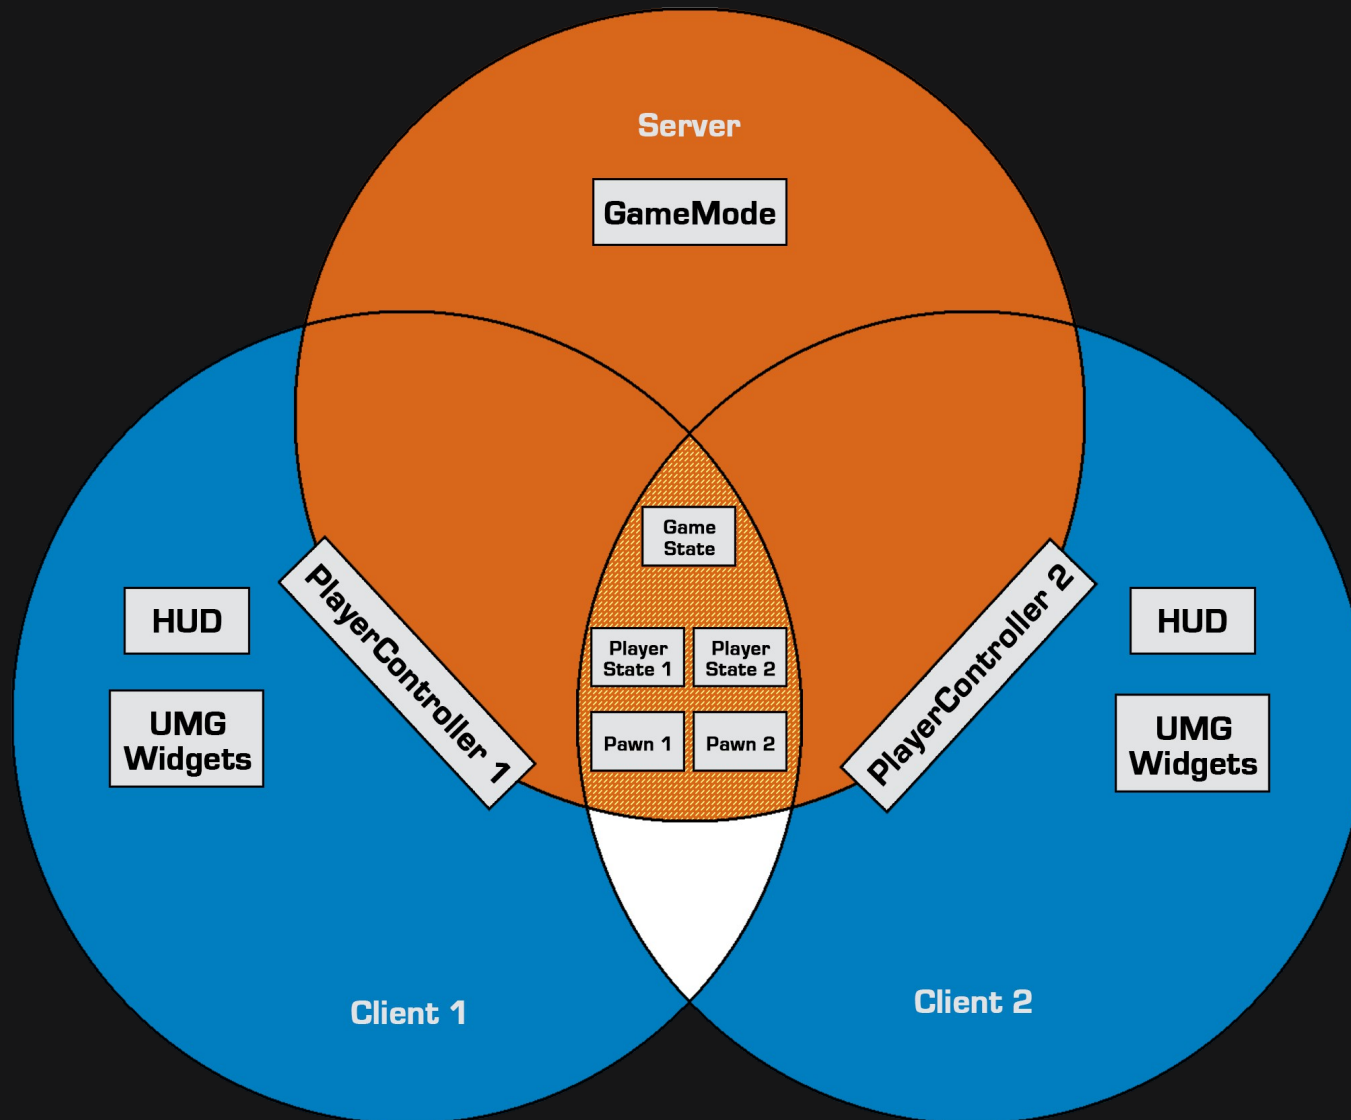 Server
GameMode
Game
State
PlayerController 1
PlayerController 2
HUD
HUD
Player
State 1
Player
State 2
UMG
Widgets
Pawn 1
Pawn 2
UMG
Widgets
Client 1
Client 2